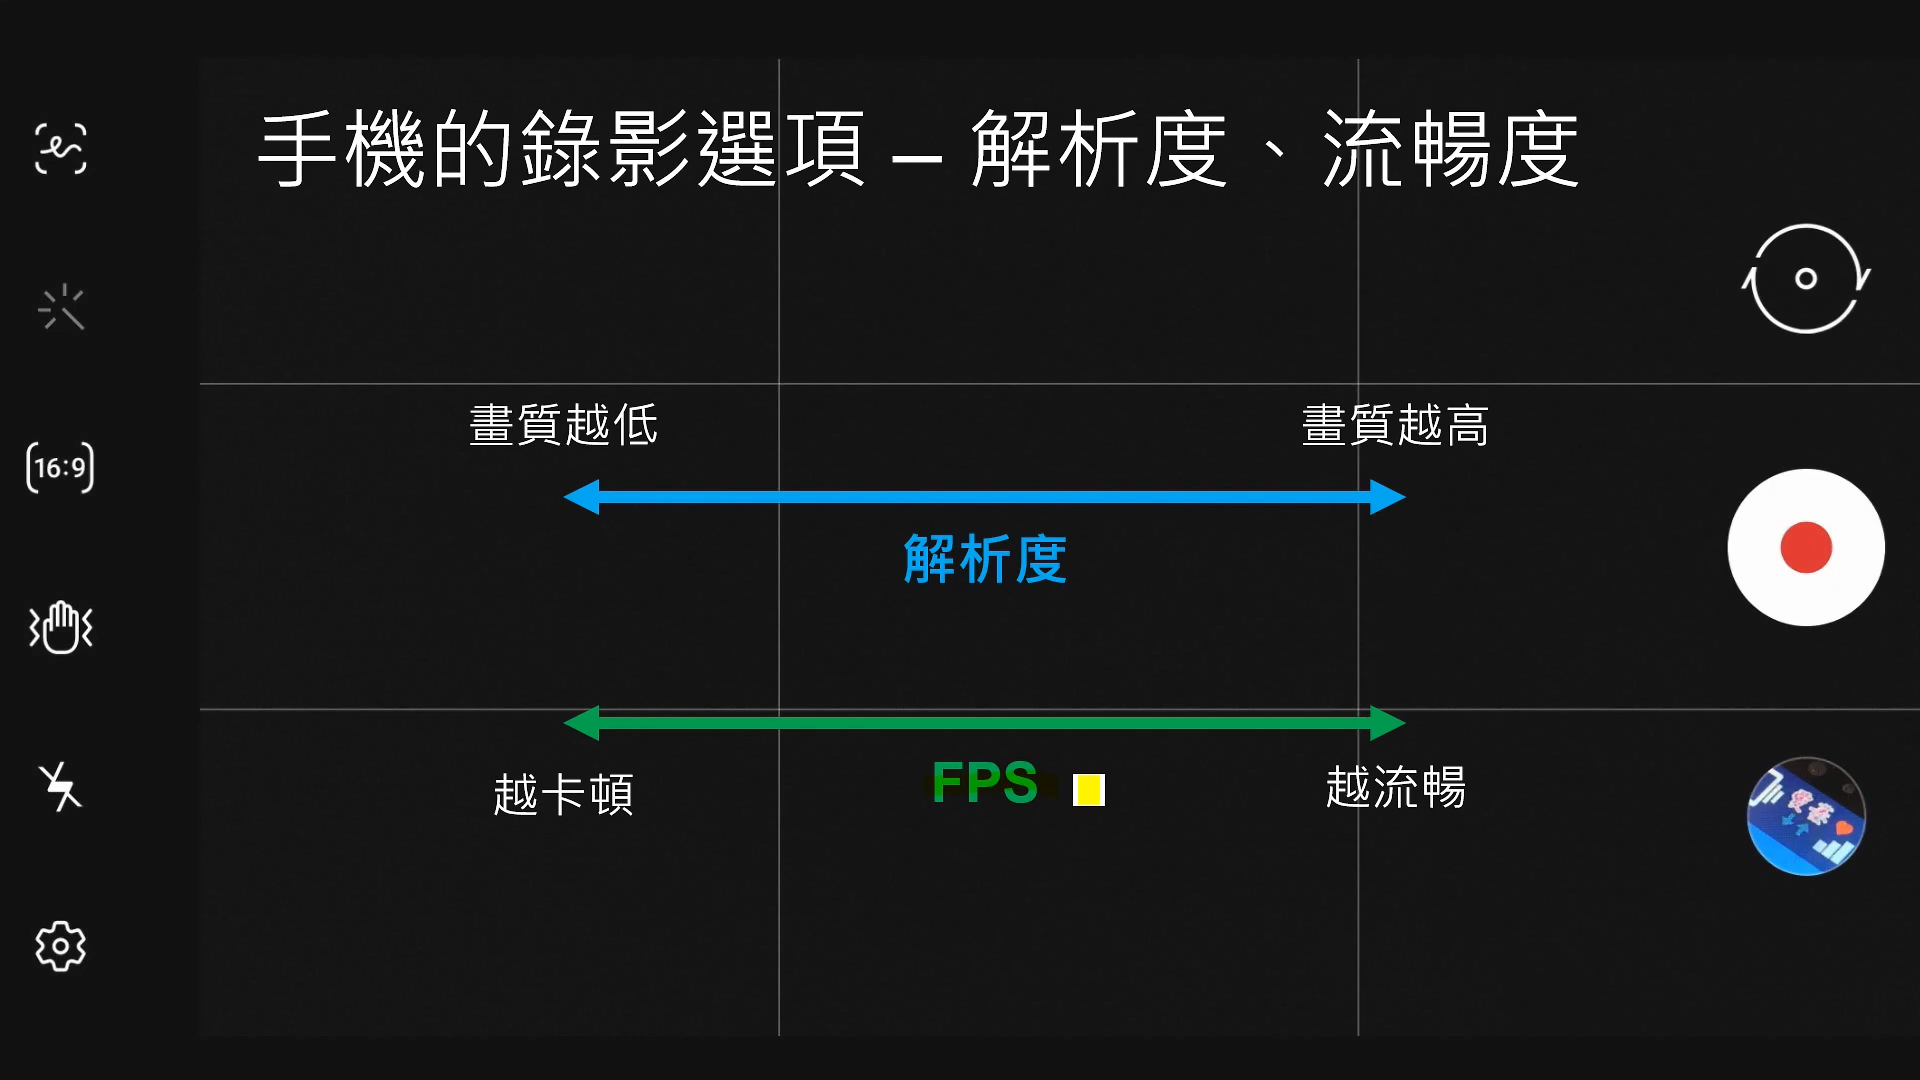 手機的錄影選項 – 解析度、流暢度
16:9
畫質越低
畫質越高
解析度
FPS
越卡頓
越流暢